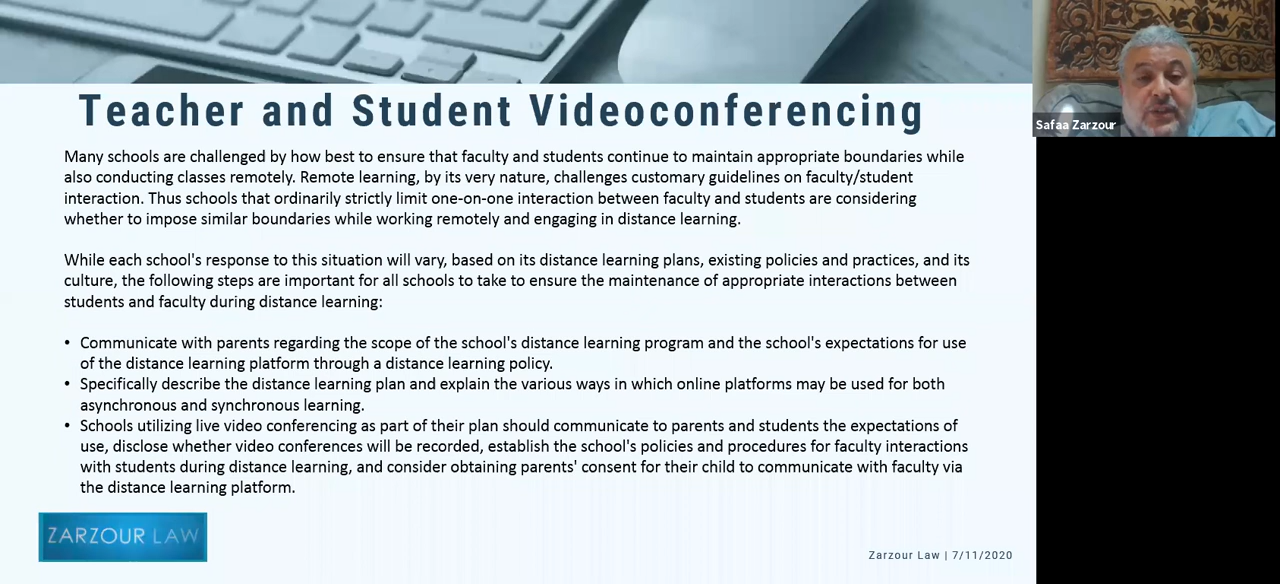 Teacher and Student Videoconferencing
Safaa Zarzour
Many schools are challenged by how best to ensure that faculty and students continue to maintain appropriate boundaries while
also conducting classes remotely. Remote learning, by its very nature, challenges customary guidelines on faculty/student
interaction. Thus schools that ordinarily strictly limit one-on-one interaction between faculty and students are considering
whether to impose similar boundaries while working remotely and engaging in distance learning.
While each school's response to this situation will vary, based on its distance learning plans, existing policies and practices, and its
culture, the following steps are important for all schools to take to ensure the maintenance of appropriate interactions between
students and faculty during distance learning:
• Communicate with parents regarding the scope of the school's distance learning program and the school's expectations for use
of the distance learning platform through a distance learning policy.
• Specifically describe the distance learning plan and explain the various ways in which online platforms may be used for both
asynchronous and synchronous learning.
• Schools utilizing live video conferencing as part of their plan should communicate to parents and students the expectations of
use, disclose whether video conferences will be recorded, establish the school's policies and procedures for faculty interactions
with students during distance learning, and consider obtaining parents' consent for their child to communicate with faculty via
the distance learning platform.
ZARZOUR LAW
Zarzour Law | 7/11/2020